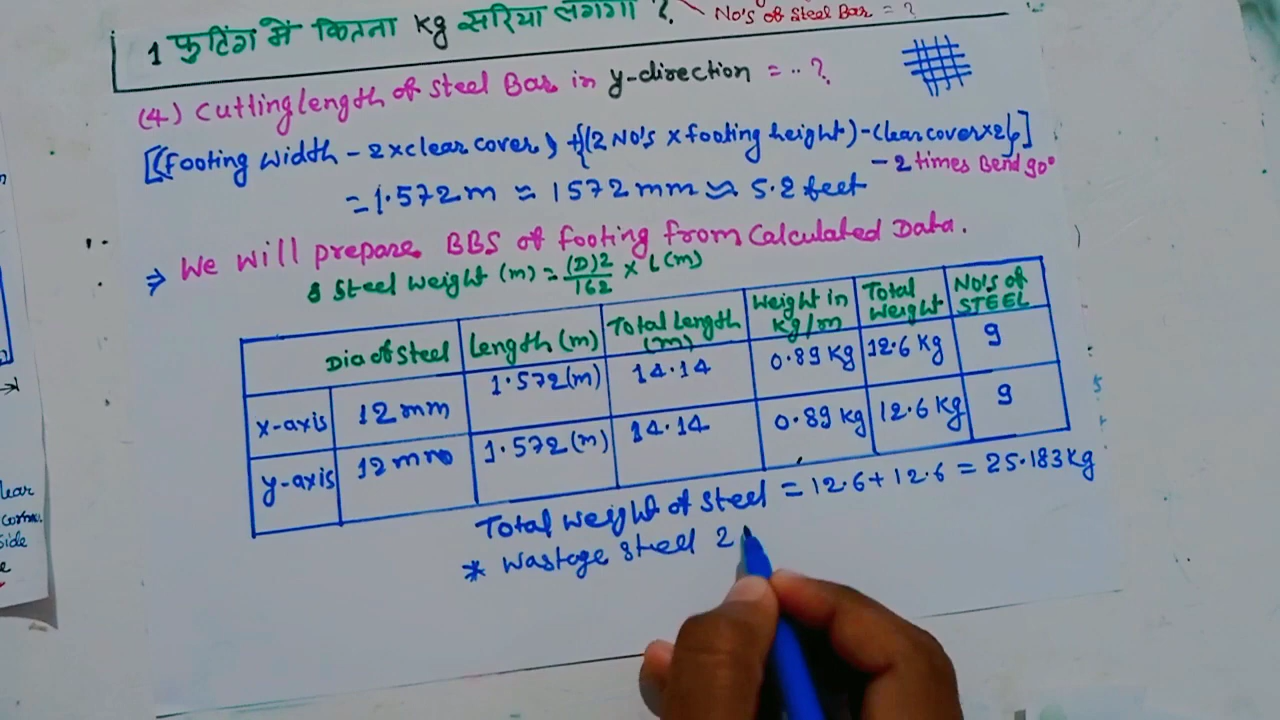 1 फुटिंग में कितना kg सरिया लगेगा ?
No's of Steel Bar = ?
(4) Cutting length of steel Bar in y-direction = .. ?
[(Footing width - 2 x clear cover) + {(2 No's x footing height) - clear cover x 2}]
- 2 times Bend 90°
= 1.572 m ≈ 1572 mm ≈ 5.2 feet
⇒ We will prepare BBS of footing from Calculated Data.
& Steel weight (m) = (D)2/162 x L (m)
Dia of Steel Length (m) Total Length (m) Weight in Kg/m Total Weight No's of STEEL
x-axis 12 mm 1.572 (m) 14.14 0.89 Kg 12.6 Kg 9
y-axis 12 mm 1.572 (m) 14.14 0.89 Kg 12.6 Kg 9
Total weight of steel = 12.6 + 12.6 = 25.183 Kg
* Wastage steel 2
lear
side